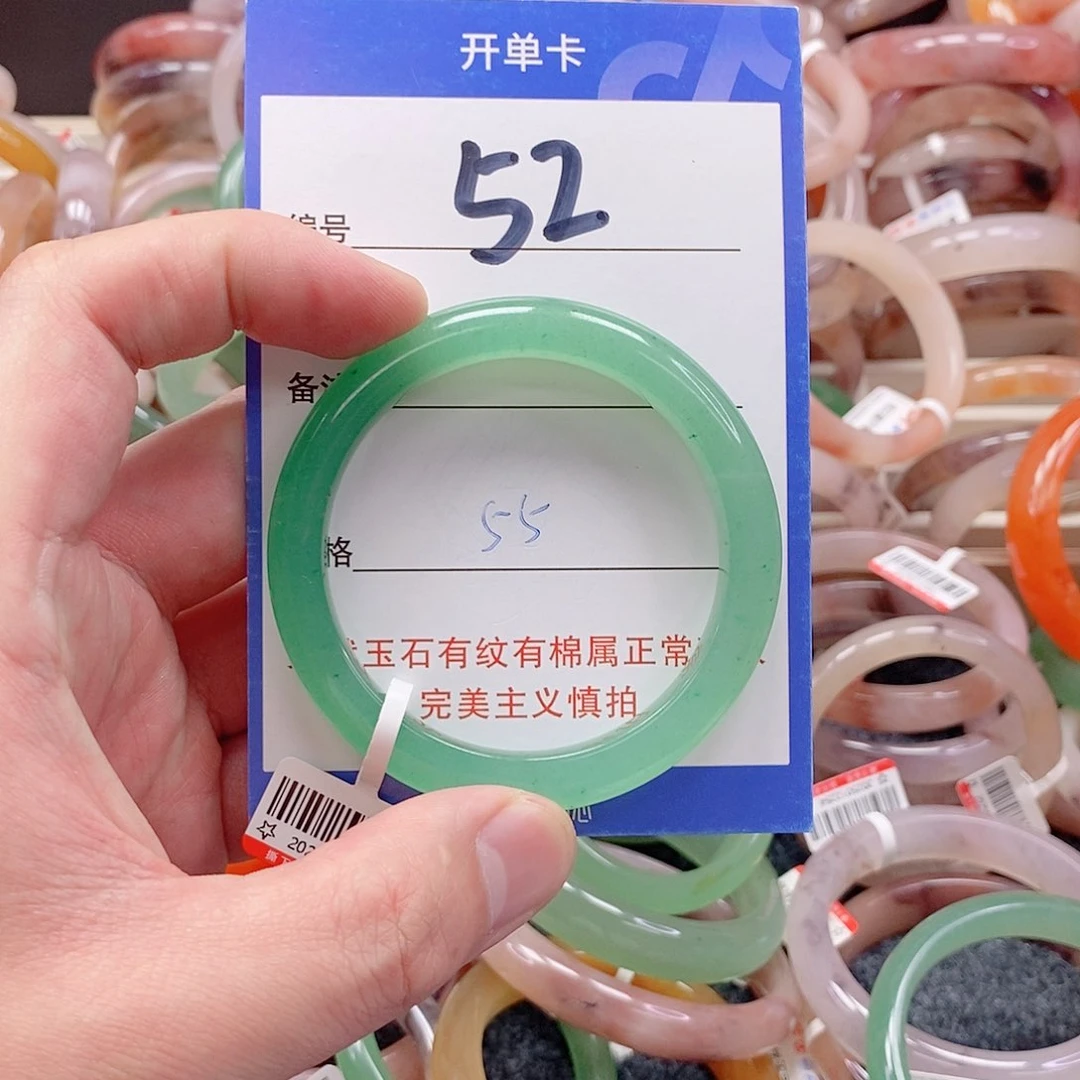 开单卡
编号 52
备注
格 55
玉石有纹有棉属正常
完美主义慎拍
202